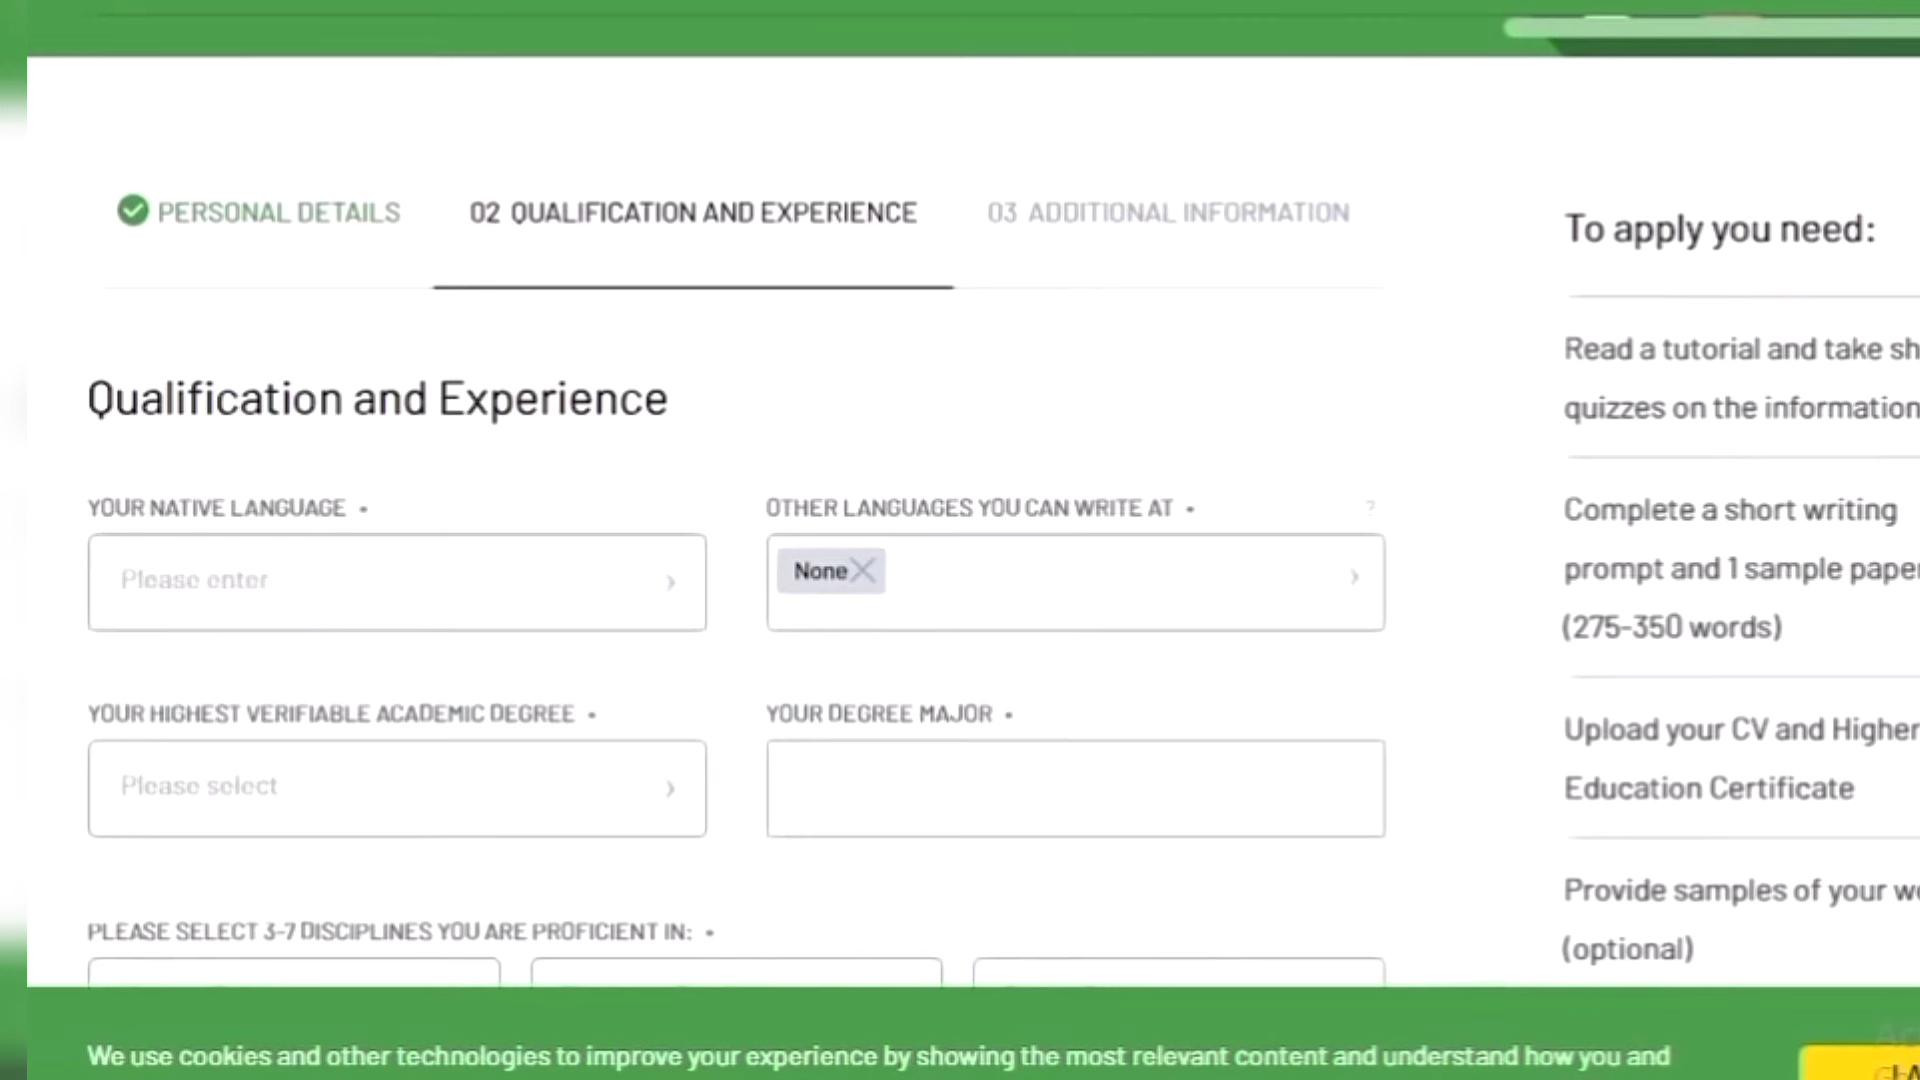 PERSONAL DETAILS
02 QUALIFICATION AND EXPERIENCE
03 ADDITIONAL INFORMATION
Qualification and Experience
YOUR NATIVE LANGUAGE •
Please enter
OTHER LANGUAGES YOU CAN WRITE AT •
?
None
YOUR HIGHEST VERIFIABLE ACADEMIC DEGREE •
Please select
YOUR DEGREE MAJOR •
PLEASE SELECT 3-7 DISCIPLINES YOU ARE PROFICIENT IN: •
To apply you need:
Read a tutorial and take
quizzes on the information
Complete a short writing
prompt and 1 sample paper
(275-350 words)
Upload your CV and Higher
Education Certificate
Provide samples of your
(optional)
We use cookies and other technologies to improve your experience by showing the most relevant content and understand how you and